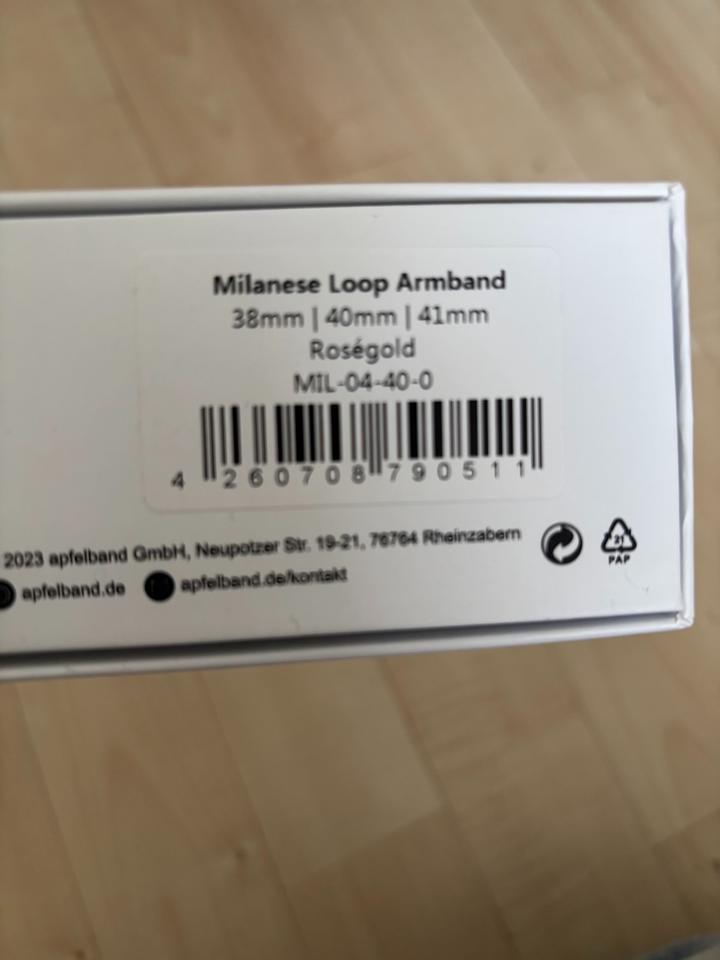 Milanese Loop Armband
38mm | 40mm | 41mm
Roségold
MIL-04-40-0
4 260708 790511
2023 apfelband GmbH, Neupotzer Str. 19-21, 76764 Rheinzabern
apfelband.de apfelband.de/kontakt
21
PAP